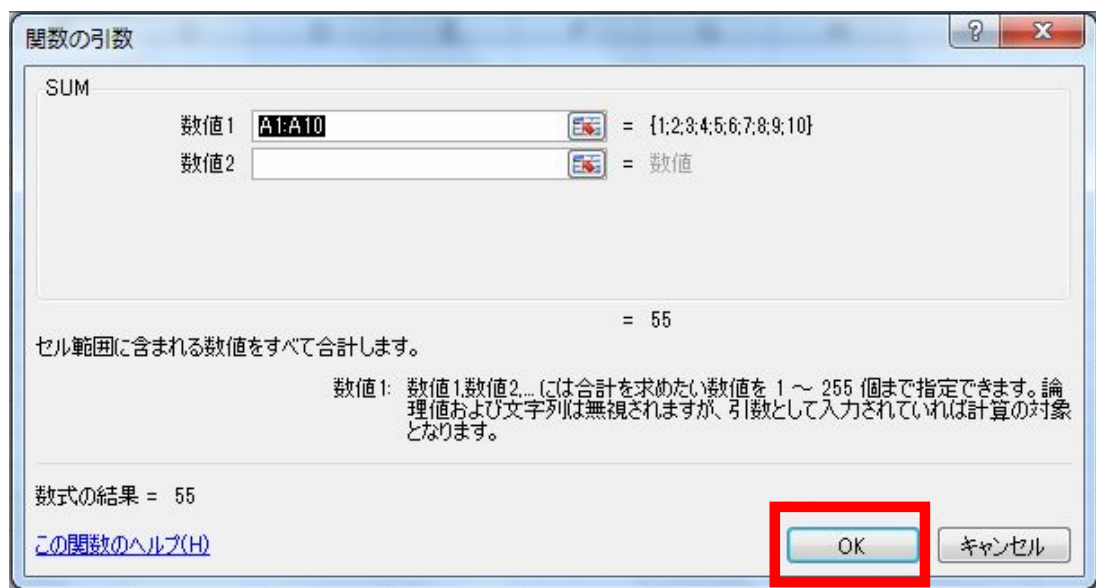 関数の引数
SUM
数値1 A1:A10 = {1;2;3;4;5;6;7;8;9;10}
数値2 = 数値
= 55
セル範囲に含まれる数値をすべて合計します。
数値1: 数値1,数値2,... には合計を求めたい数値を 1 ～ 255 個まで指定できます。論
理値および文字列は無視されますが、引数として入力されていれば計算の対象
となります。
数式の結果 = 55
この関数のヘルプ(H)
OK キャンセル